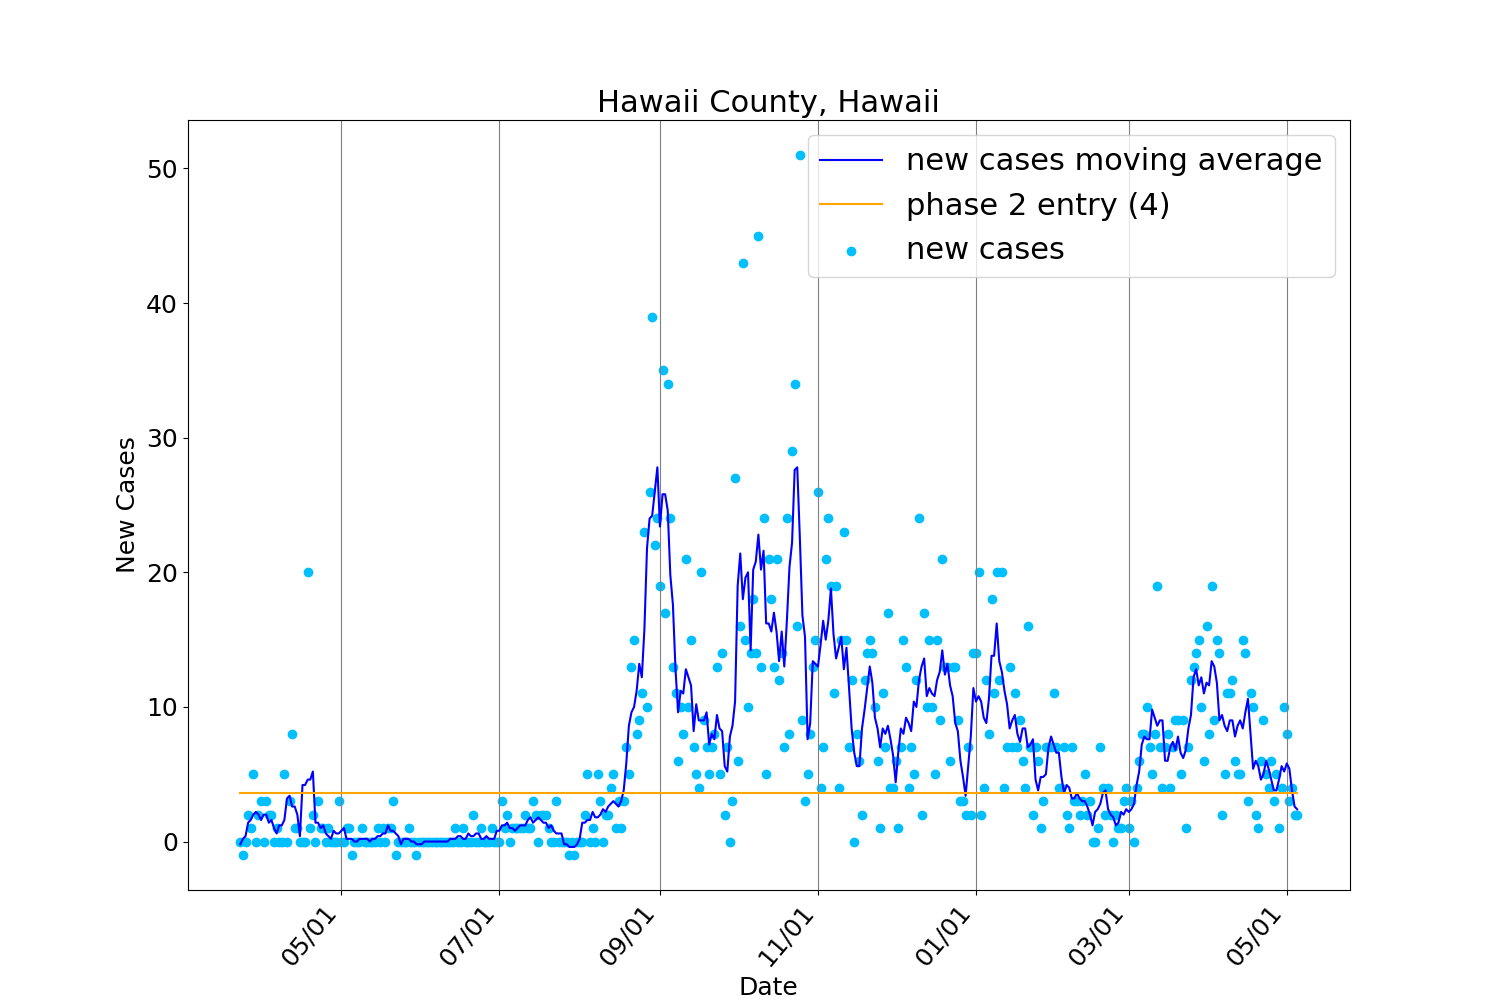 Hawaii County, Hawaii
new cases moving average
phase 2 entry (4)
new cases
50
40
30
20
10
0
New Cases
05/01
07/01
09/01
11/01
01/01
03/01
05/01
Date